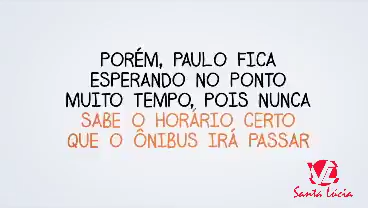 PORÉM, PAULO FICA
ESPERANDO NO PONTO
MUITO TEMPO, POIS NUNCA
SABE O HORÁRIO CERTO
QUE O ÔNIBUS IRÁ PASSAR
Santa Lúcia